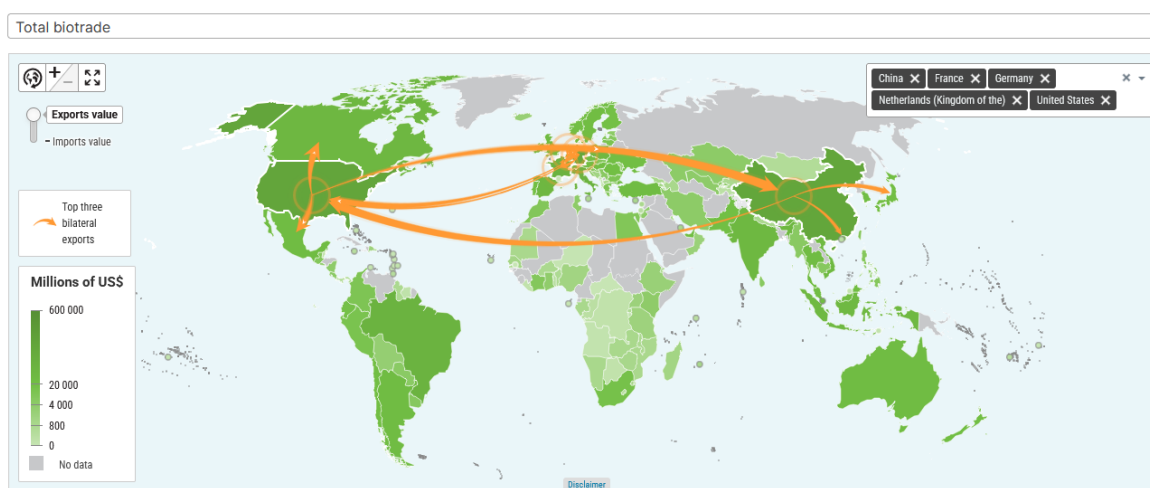 Total biotrade
+
−
China ✕ France ✕ Germany ✕
Netherlands (Kingdom of the) ✕ United States ✕
Exports value
Imports value
Top three
bilateral
exports
Millions of US$
600 000
20 000
4 000
800
0
No data
Disclaimer